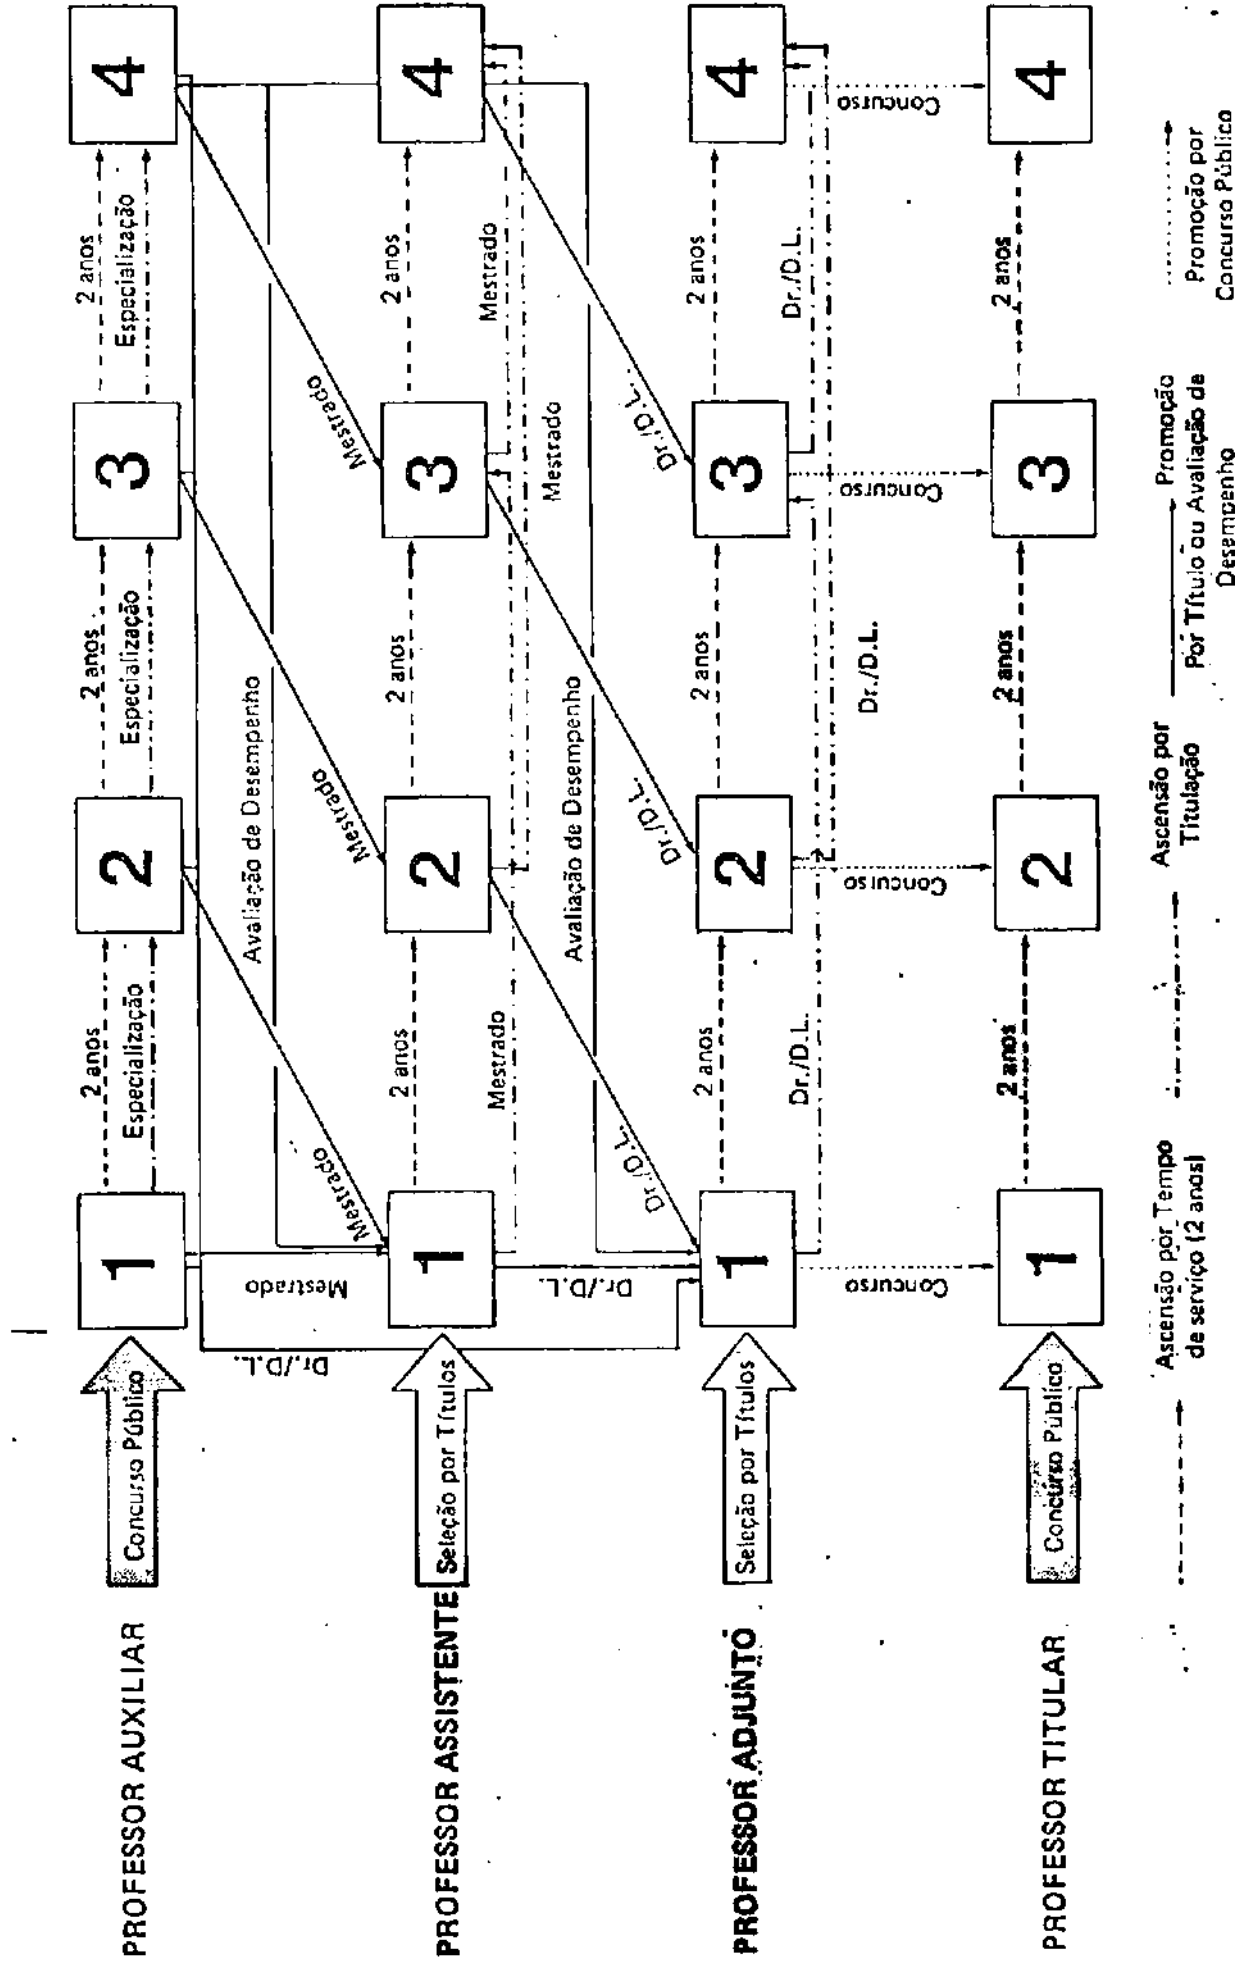 PROFESSOR AUXILIAR
Concurso Público
1
2 anos
Especialização
2
2 anos
Especialização
3
2 anos
Especialização
4
Mestrado
Dr./D.L.
Mestrado
Avaliação de Desempenho
Mestrado
Mestrado
PROFESSOR ASSISTENTE
Seleção por Títulos
1
2 anos
2
2 anos
3
2 anos
4
Mestrado
Mestrado
Mestrado
Dr./D.L.
Dr./D.L.
Avaliação de Desempenho
Dr./D.L.
Dr./D.L.
PROFESSOR ADJUNTO
Seleção por Títulos
1
2 anos
2
2 anos
3
2 anos
4
Dr./D.L.
Dr./D.L.
Dr./D.L.
Concurso
Concurso
Concurso
Concurso
PROFESSOR TITULAR
Concurso Público
1
2 anos
2
2 anos
3
2 anos
4
Ascensão por Tempo
de serviço (2 anos)
Ascensão por
Titulação
Promoção
Por Título ou Avaliação de
Desempenho
Promoção por
Concurso Público